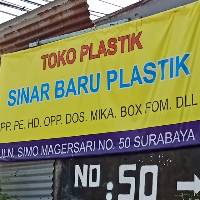 TOKO PLASTIK
SINAR BARU PLASTIK
PP. PE. HD. OPP. DOS. MIKA. BOX FOM. DLL
JLN. SIMO MAGERSARI NO. 50 SURABAYA
NO:50